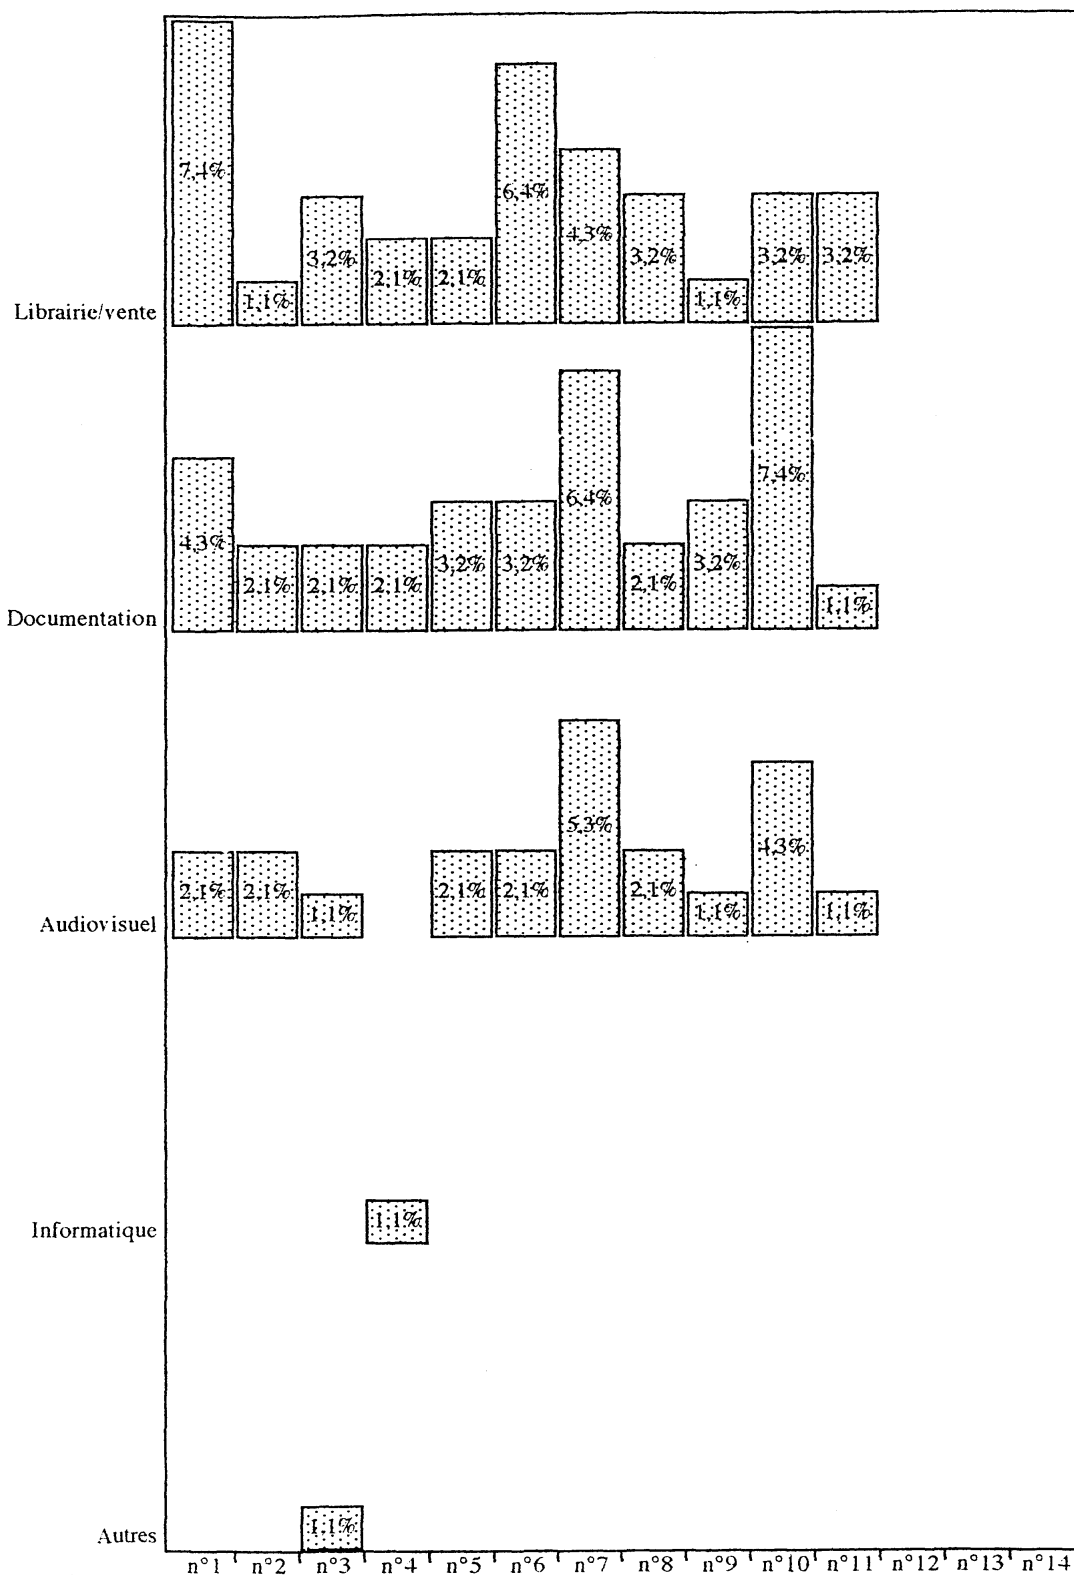 7,4%
6,4%
4,3%
3,2% 2,1% 2,1% 3,2% 3,2% 3,2%
1,1% 1,1%
Librairie/vente
7,4%
6,4%
4,3%
3,2% 3,2% 3,2%
2,1% 2,1% 2,1% 2,1%
1,1%
Documentation
5,3%
4,3%
2,1% 2,1% 2,1% 2,1% 2,1%
1,1% 1,1% 1,1%
Audiovisuel
1,1%
Informatique
1,1%
Autres
n°1 n°2 n°3 n°4 n°5 n°6 n°7 n°8 n°9 n°10 n°11 n°12 n°13 n°14